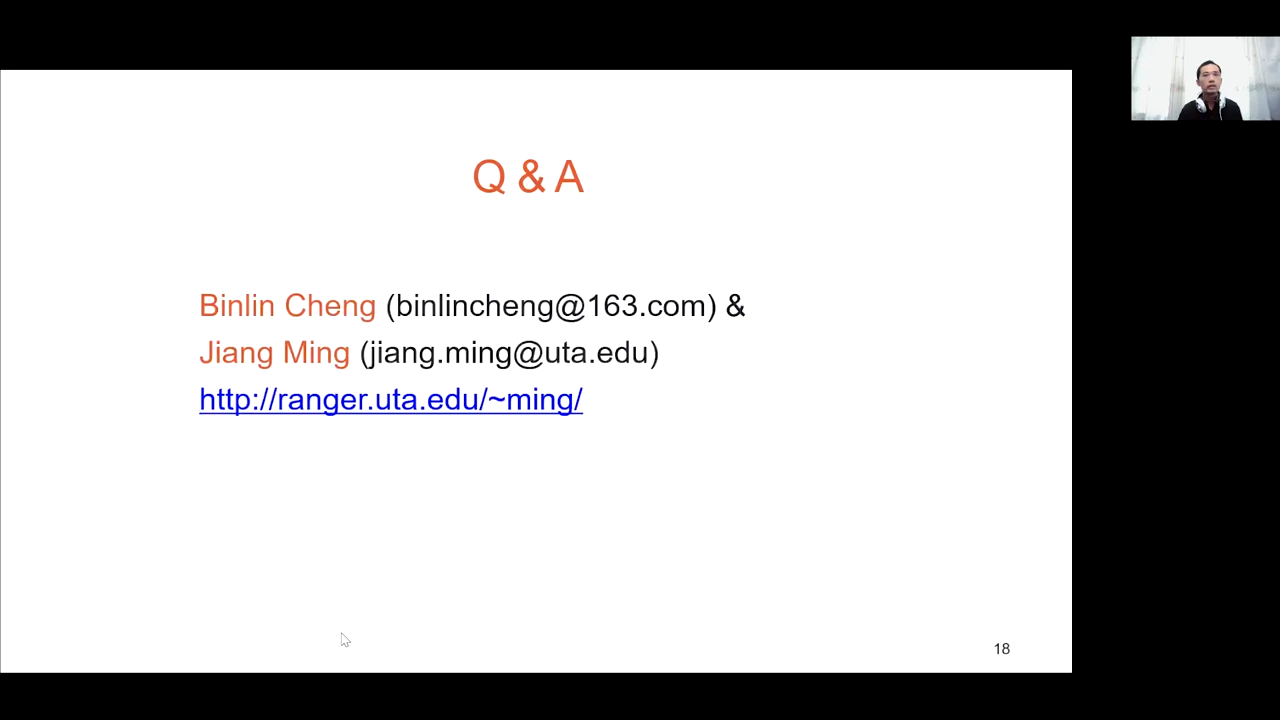 Q & A
Binlin Cheng (binlincheng@163.com) &
Jiang Ming (jiang.ming@uta.edu)
http://ranger.uta.edu/~ming/
18